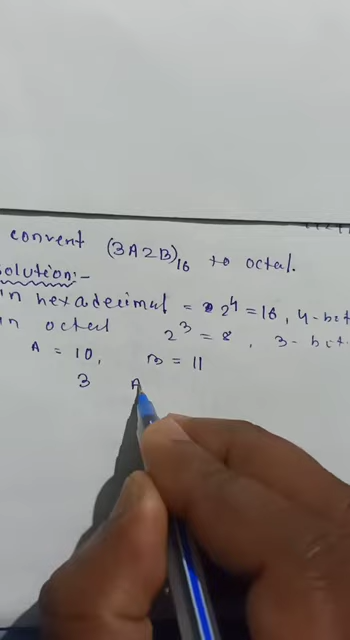 convert (3A2B)16 to octal.
solution:-
in hexadecimal = 2^4 = 16, 4-bit
in octal 2^3 = 8, 3-bit
A = 10, B = 11
3 A